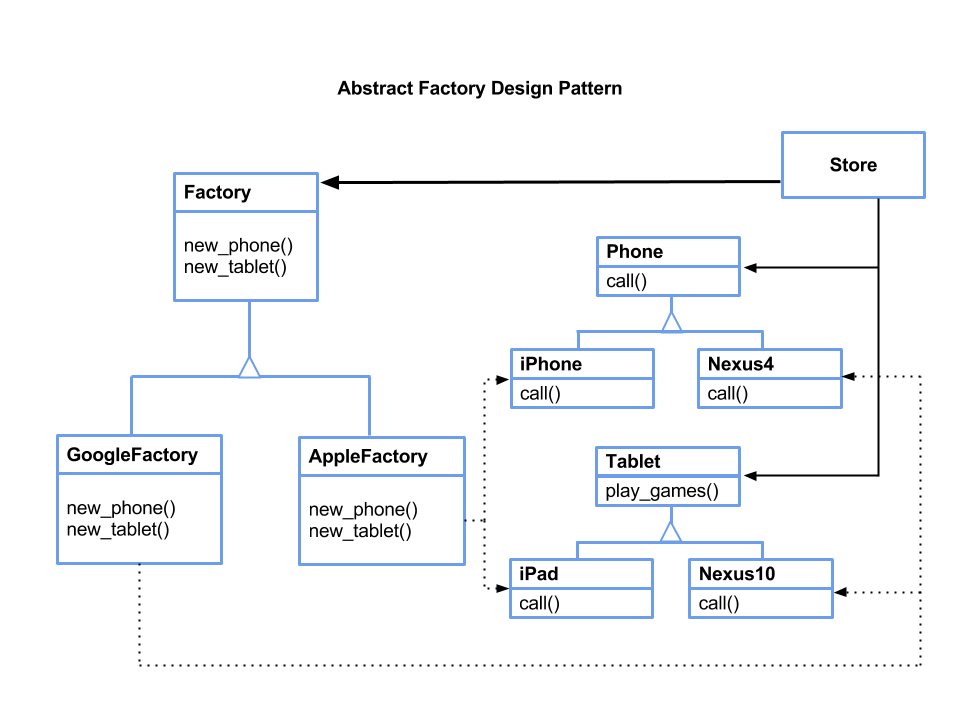 Abstract Factory Design Pattern
Store
Factory
new_phone()
new_tablet()
Phone
call()
iPhone
call()
Nexus4
call()
GoogleFactory
new_phone()
new_tablet()
AppleFactory
new_phone()
new_tablet()
Tablet
play_games()
iPad
call()
Nexus10
call()